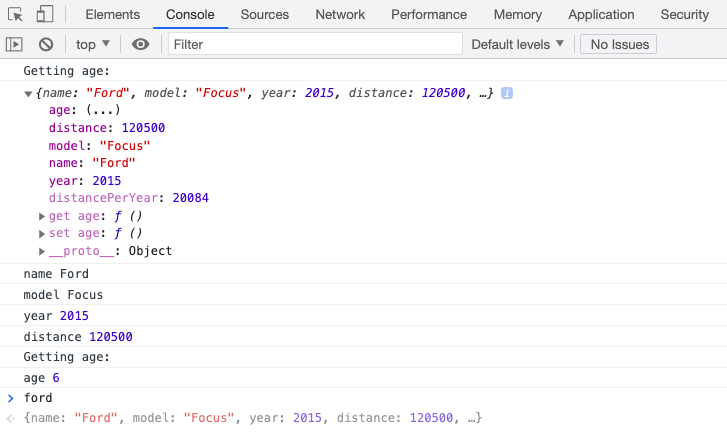 Elements Console Sources Network Performance Memory Application Security
top ▼ Filter Default levels ▼ No Issues
Getting age:
▼{name: "Ford", model: "Focus", year: 2015, distance: 120500, …} i
age: (...)
distance: 120500
model: "Focus"
name: "Ford"
year: 2015
distancePerYear: 20084
▶get age: ƒ ()
▶set age: ƒ ()
▶__proto__: Object
name Ford
model Focus
year 2015
distance 120500
Getting age:
age 6
> ford
{name: "Ford", model: "Focus", year: 2015, distance: 120500, …}